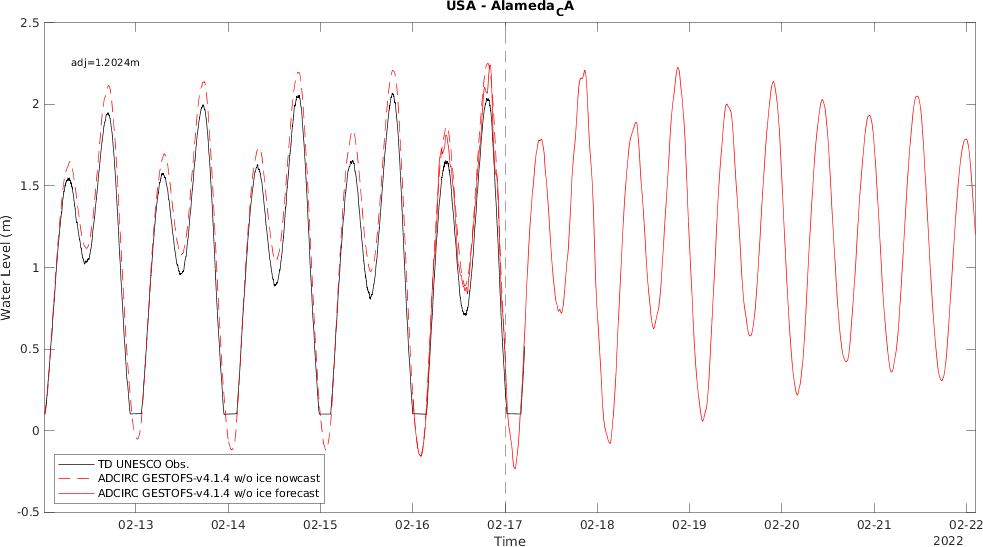 USA - Alameda_CA
adj=1.2024m
2.5
2
1.5
1
0.5
0
-0.5
Water Level (m)
TD UNESCO Obs.
ADCIRC GESTOFS-v4.1.4 w/o ice nowcast
ADCIRC GESTOFS-v4.1.4 w/o ice forecast
02-13 02-14 02-15 02-16 02-17 02-18 02-19 02-20 02-21 02-22
Time
2022